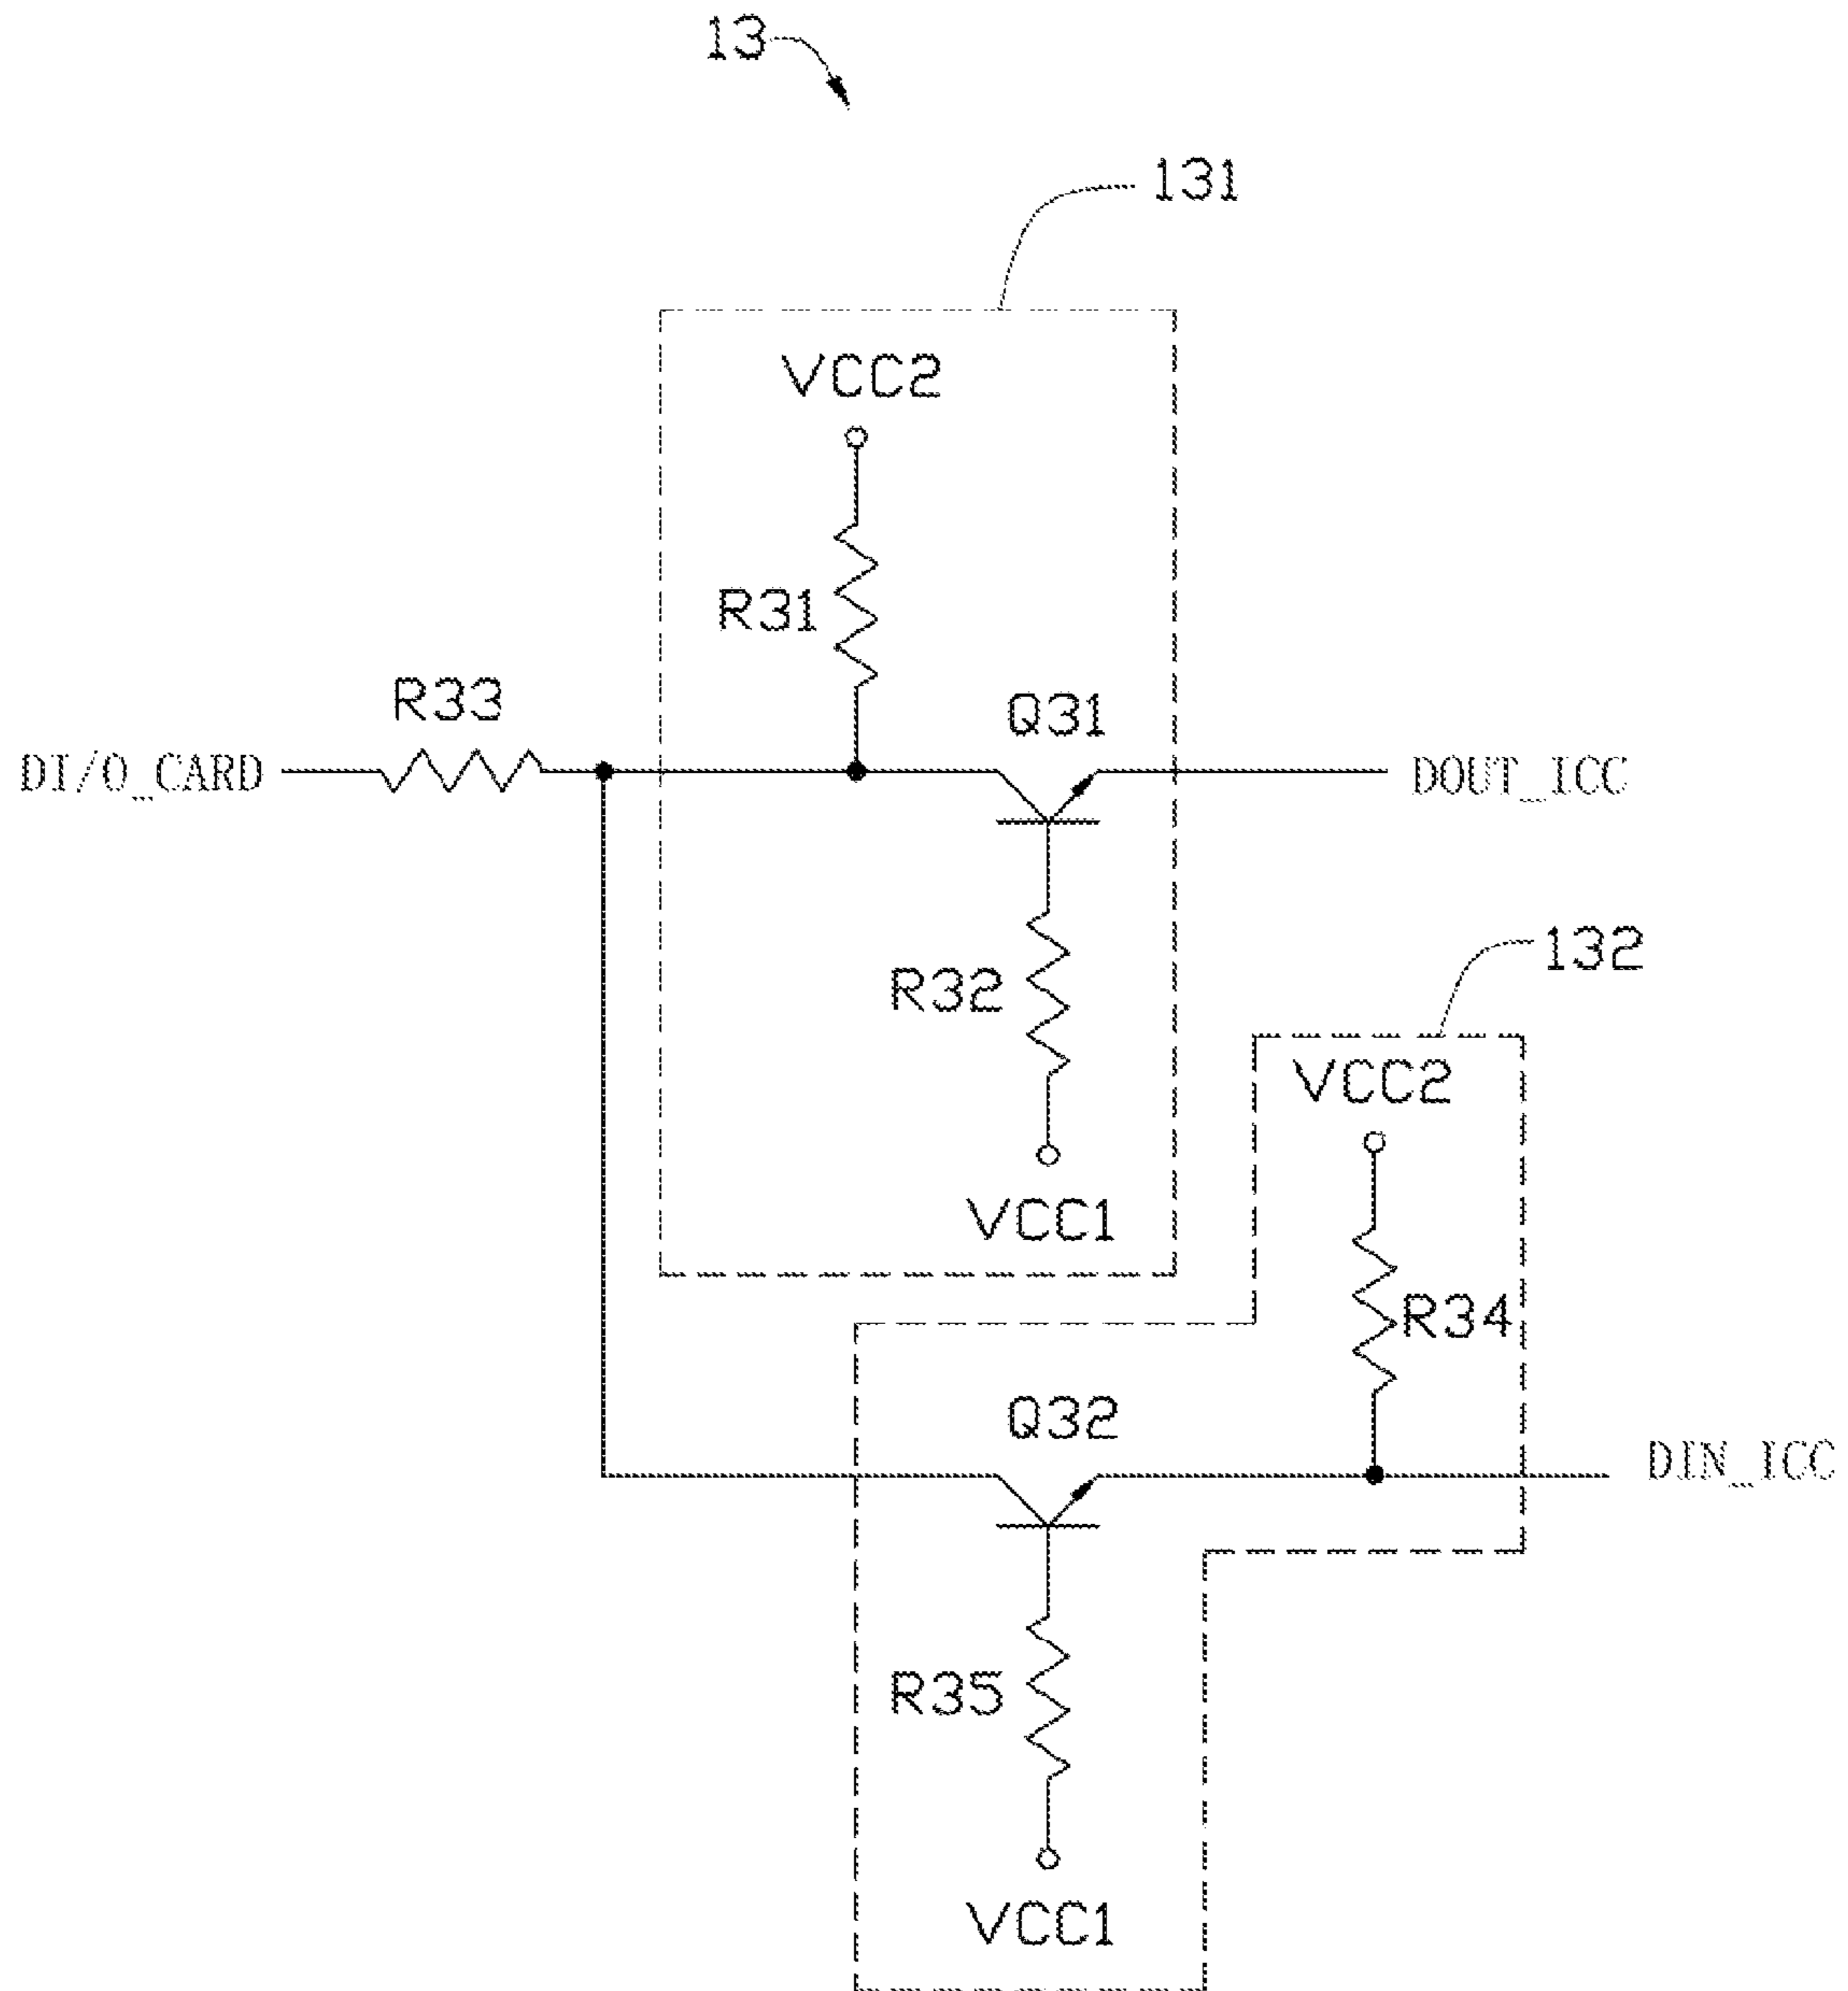 13
131
VCC2
R31
R33
Q31
DI/O_CARD
DOUT_ICC
R32
132
VCC2
VCC1
R34
Q32
DIN_ICC
R35
VCC1